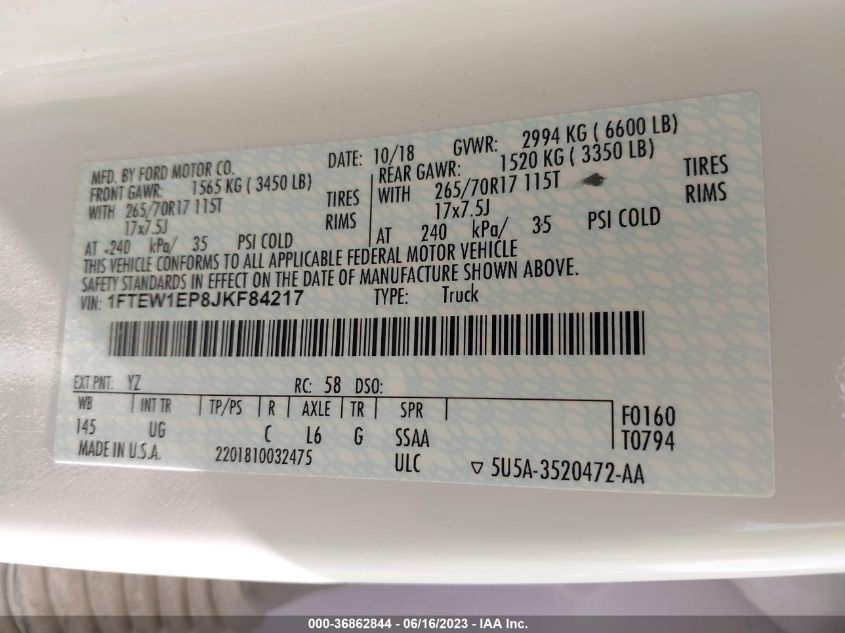 MFD. BY FORD MOTOR CO.
DATE: 10/18 GVWR: 2994 KG ( 6600 LB)
FRONT GAWR: 1565 KG ( 3450 LB) REAR GAWR: 1520 KG ( 3350 LB)
WITH 265/70R17 115T TIRES WITH 265/70R17 115T TIRES
17x7.5J RIMS 17x7.5J RIMS
AT 240 kPa/ 35 PSI COLD AT 240 kPa/ 35 PSI COLD
THIS VEHICLE CONFORMS TO ALL APPLICABLE FEDERAL MOTOR VEHICLE
SAFETY STANDARDS IN EFFECT ON THE DATE OF MANUFACTURE SHOWN ABOVE.
VIN: 1FTEW1EP8JKF84217 TYPE: Truck
EXT PNT: YZ RC: 58 DSO:
WB INT TR TP/PS R AXLE TR SPR F0160
145 UG C L6 G SSAA T0794
MADE IN U.S.A. 2201810032475 ULC ▽ 5U5A-3520472-AA
000-36862844 - 06/16/2023 - IAA Inc.